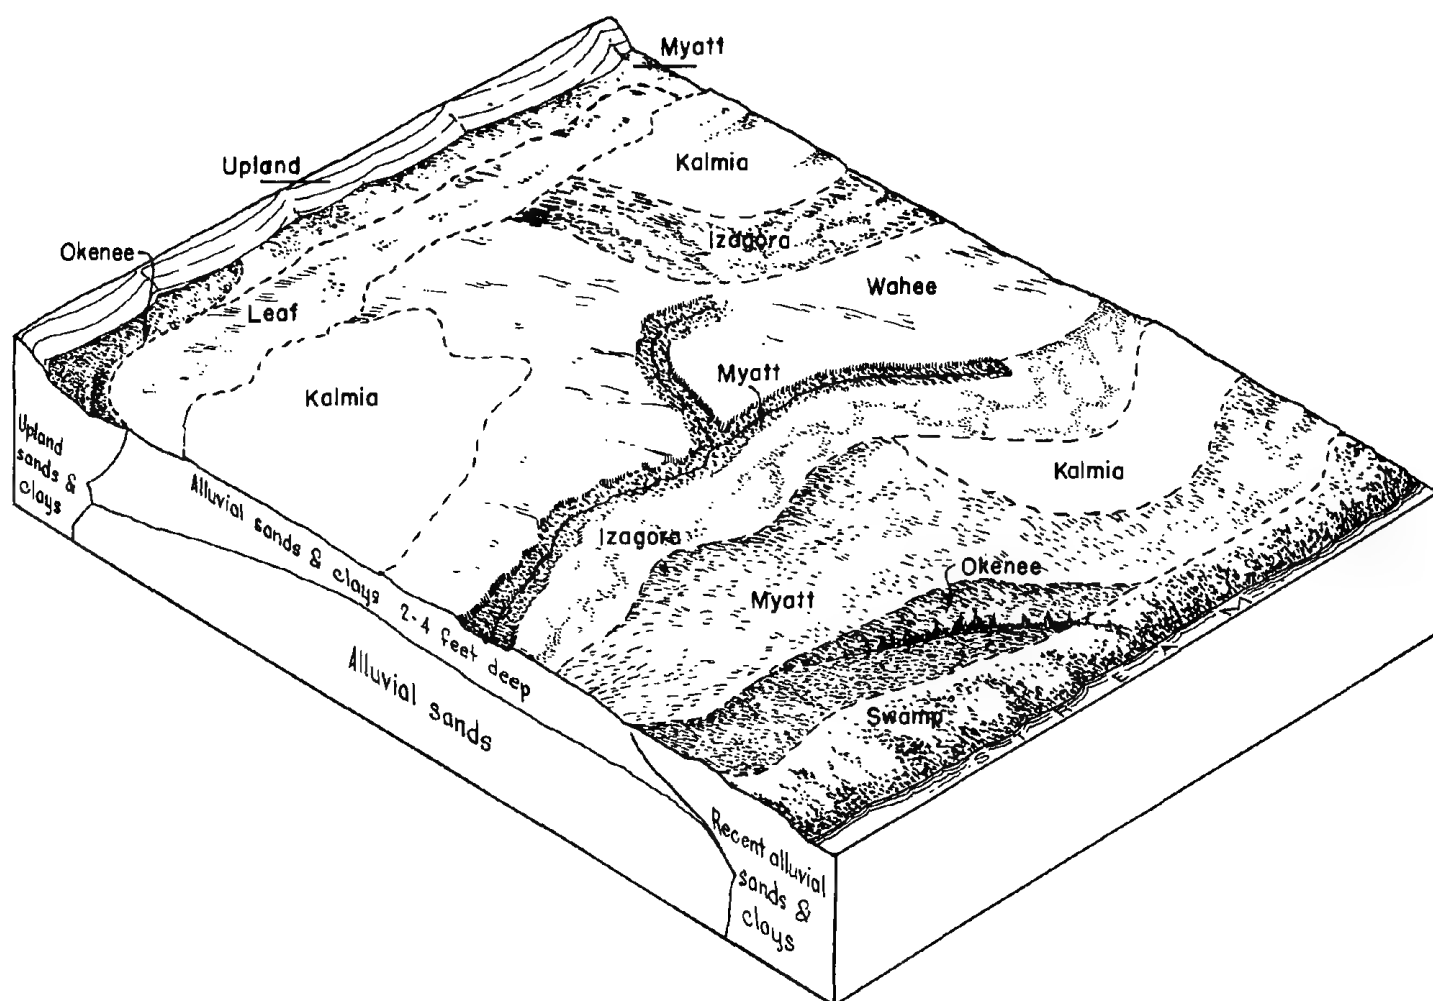 Myatt
Upland
Kalmia
Okenee
Izagora
Wahee
Leaf
Myatt
Kalmia
Kalmia
Upland
sands &
clays
Alluvial sands & clays 2-4 feet deep
Izagora
Okenee
Myatt
Alluvial sands
Swamp
STREAM
Recent alluvial
sands &
clays